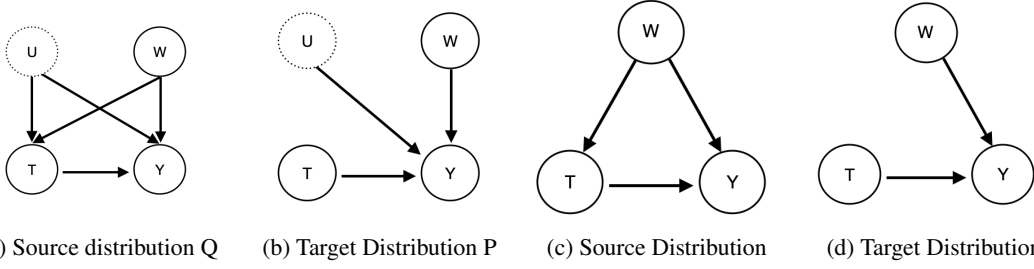 U W U W W W
T Y T Y T Y T Y
) Source distribution Q (b) Target Distribution P (c) Source Distribution (d) Target Distribution